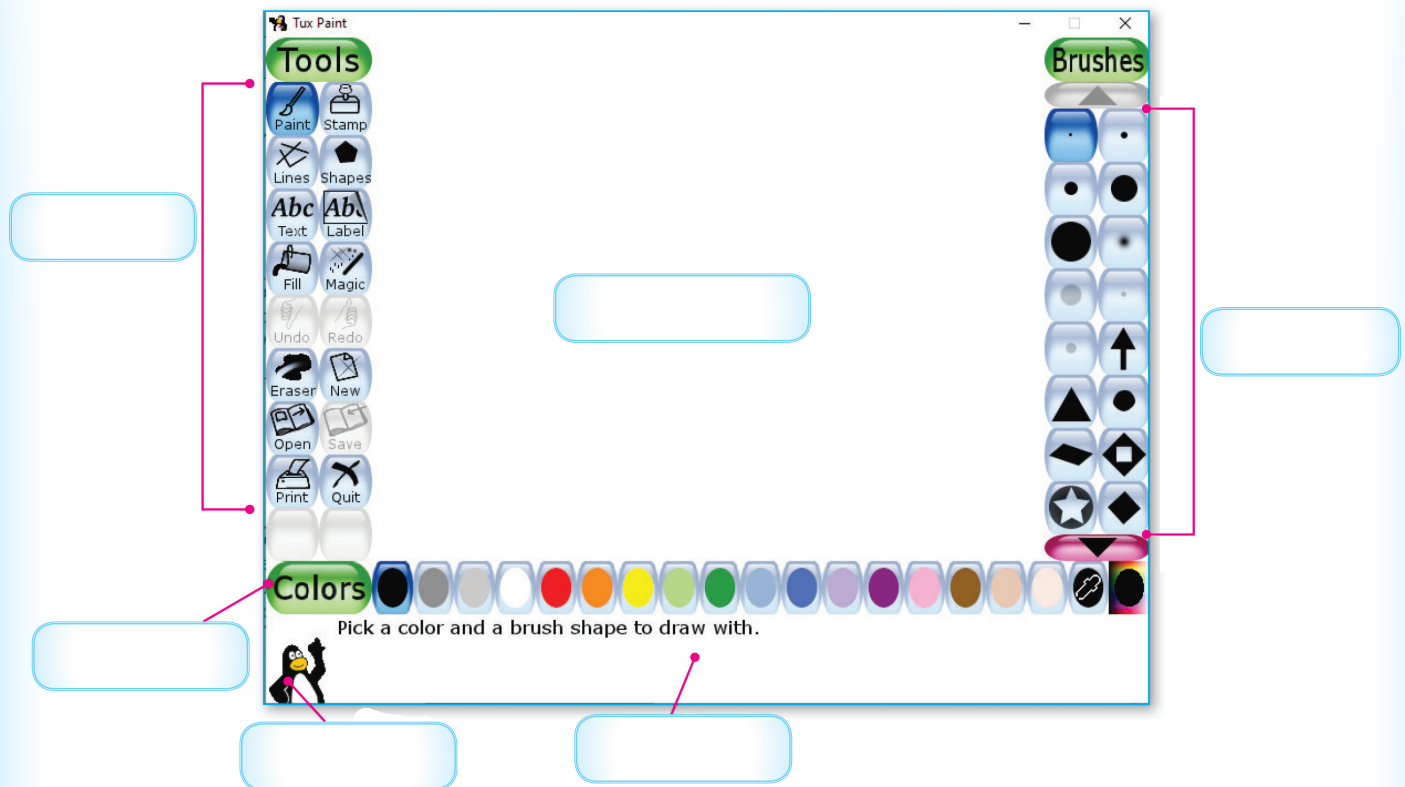 Tux Paint
Tools
Brushes
Paint Stamp
Lines Shapes
Abc Abc
Text Label
Fill Magic
Undo Redo
Eraser New
Open Save
Print Quit
Colors
Pick a color and a brush shape to draw with.